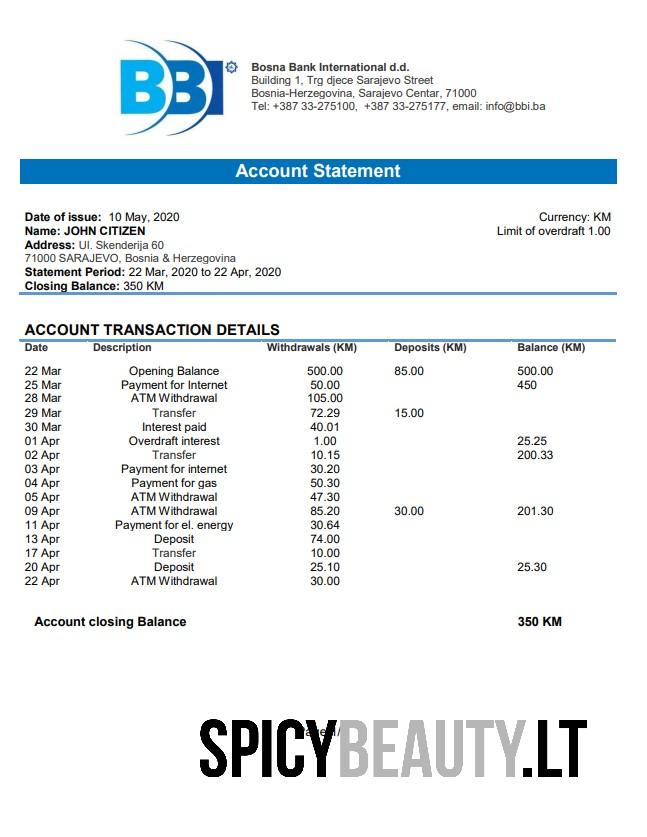 BBI
Bosna Bank International d.d.
Building 1, Trg djece Sarajevo Street
Bosnia-Herzegovina, Sarajevo Centar, 71000
Tel: +387 33-275100, +387 33-275177, email: info@bbi.ba
Account Statement
Date of issue: 10 May, 2020
Name: JOHN CITIZEN
Address: Ul. Skenderija 60
71000 SARAJEVO, Bosnia & Herzegovina
Statement Period: 22 Mar, 2020 to 22 Apr, 2020
Closing Balance: 350 KM
Currency: KM
Limit of overdraft 1.00
ACCOUNT TRANSACTION DETAILS
Date Description Withdrawals (KM) Deposits (KM) Balance (KM)
22 Mar Opening Balance 500.00 85.00 500.00
25 Mar Payment for Internet 50.00 450
28 Mar ATM Withdrawal 105.00
29 Mar Transfer 72.29 15.00
30 Mar Interest paid 40.01
01 Apr Overdraft interest 1.00 25.25
02 Apr Transfer 10.15 200.33
03 Apr Payment for internet 30.20
04 Apr Payment for gas 50.30
05 Apr ATM Withdrawal 47.30
09 Apr ATM Withdrawal 85.20 30.00 201.30
11 Apr Payment for el. energy 30.64
13 Apr Deposit 74.00
17 Apr Transfer 10.00
20 Apr Deposit 25.10 25.30
22 Apr ATM Withdrawal 30.00
Account closing Balance 350 KM
SPICYBEAUTY.LT